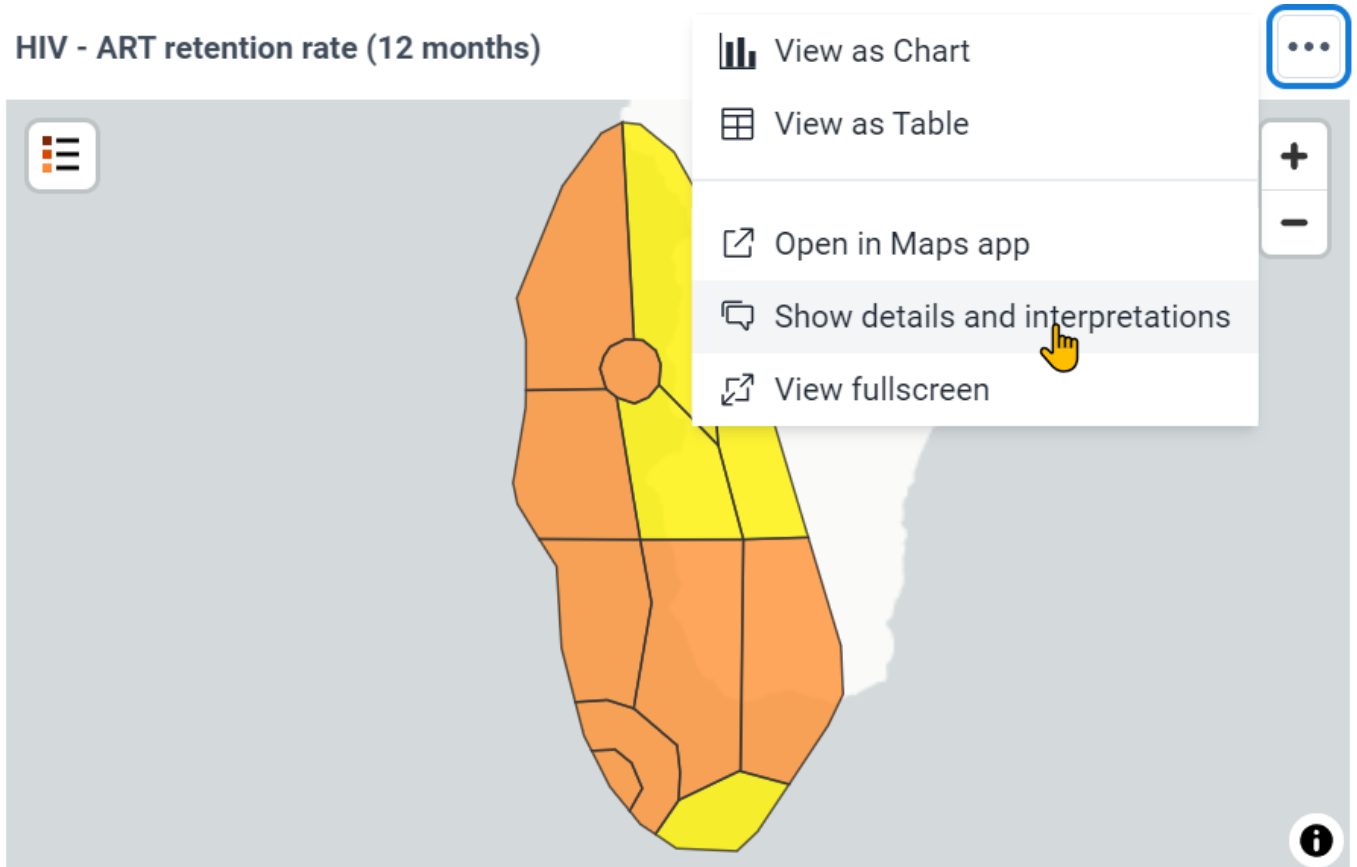 HIV - ART retention rate (12 months)
View as Chart
View as Table
Open in Maps app
Show details and interpretations
View fullscreen